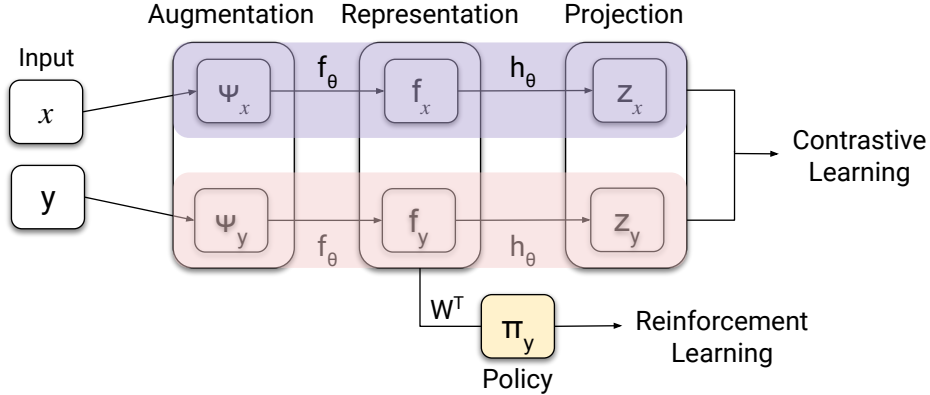 Augmentation Representation Projection
Input
x
Ψx
fθ
fx
hθ
zx
Contrastive
Learning
y
Ψy
fθ
fy
hθ
zy
W^T
πy
Policy
Reinforcement
Learning